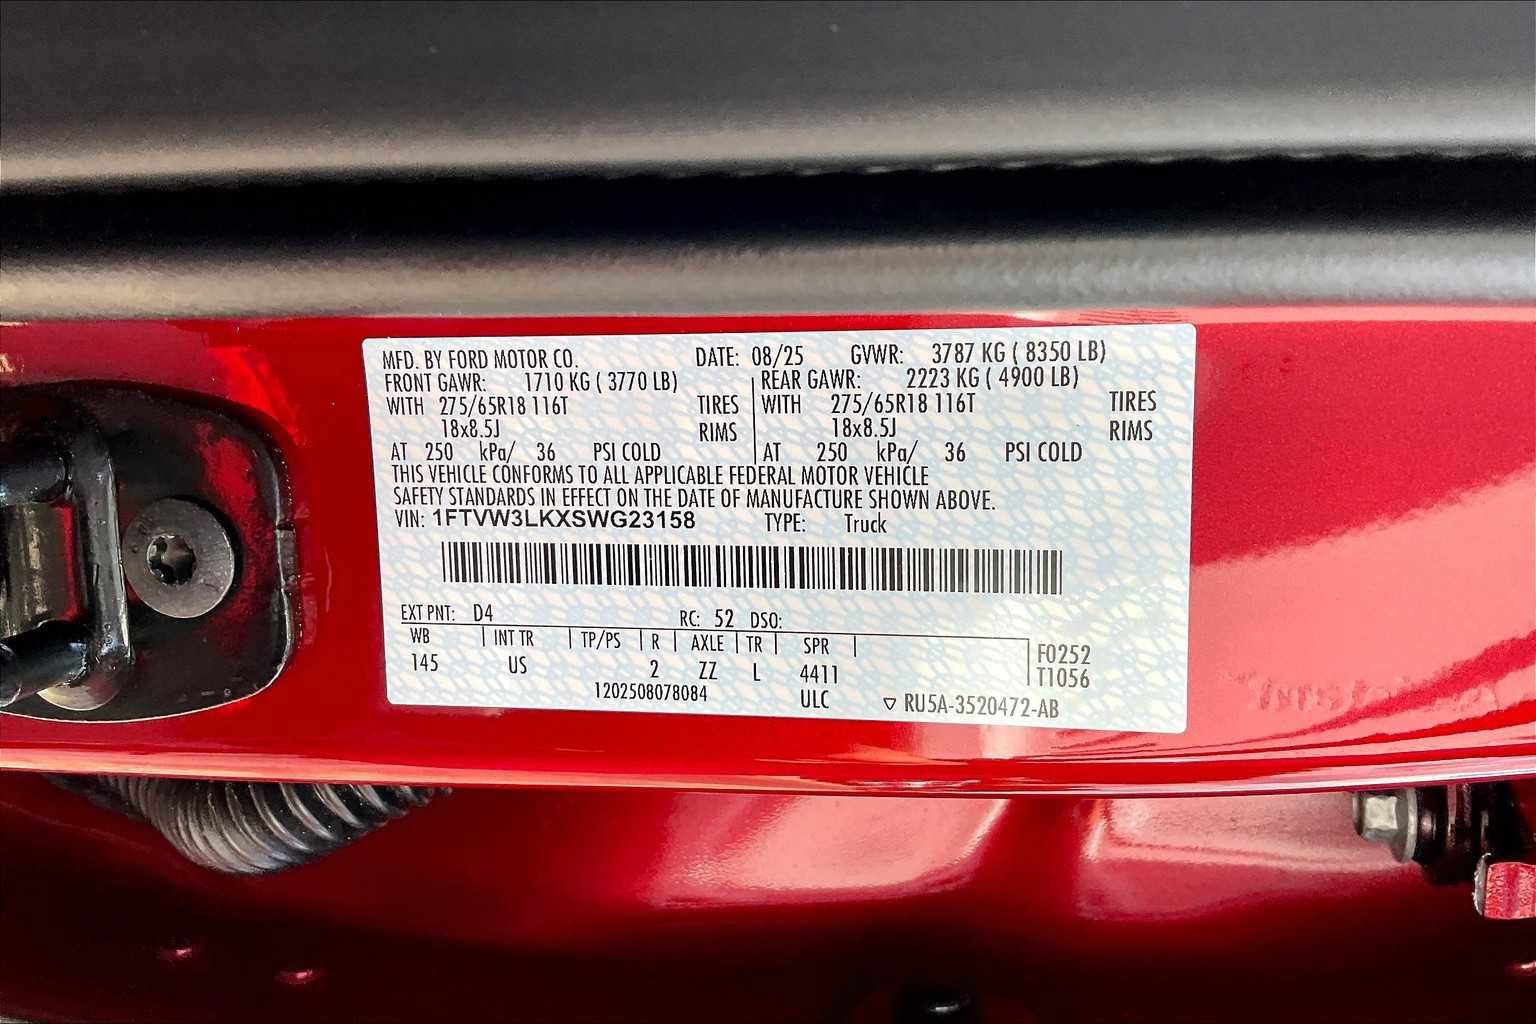 MFD. BY FORD MOTOR CO. DATE: 08/25 GVWR: 3787 KG ( 8350 LB)
FRONT GAWR: 1710 KG ( 3770 LB) REAR GAWR: 2223 KG ( 4900 LB)
WITH 275/65R18 116T TIRES WITH 275/65R18 116T TIRES
18x8.5J RIMS 18x8.5J RIMS
AT 250 kPa/ 36 PSI COLD AT 250 kPa/ 36 PSI COLD
THIS VEHICLE CONFORMS TO ALL APPLICABLE FEDERAL MOTOR VEHICLE
SAFETY STANDARDS IN EFFECT ON THE DATE OF MANUFACTURE SHOWN ABOVE.
VIN: 1FTVW3LKXSWG23158 TYPE: Truck
EXT PNT: D4 RC: 52 DSO:
WB INT TR TP/PS R AXLE TR SPR F0252
145 US 2 ZZ L 4411 T1056
1202508078084 ULC ▽ RU5A-3520472-AB